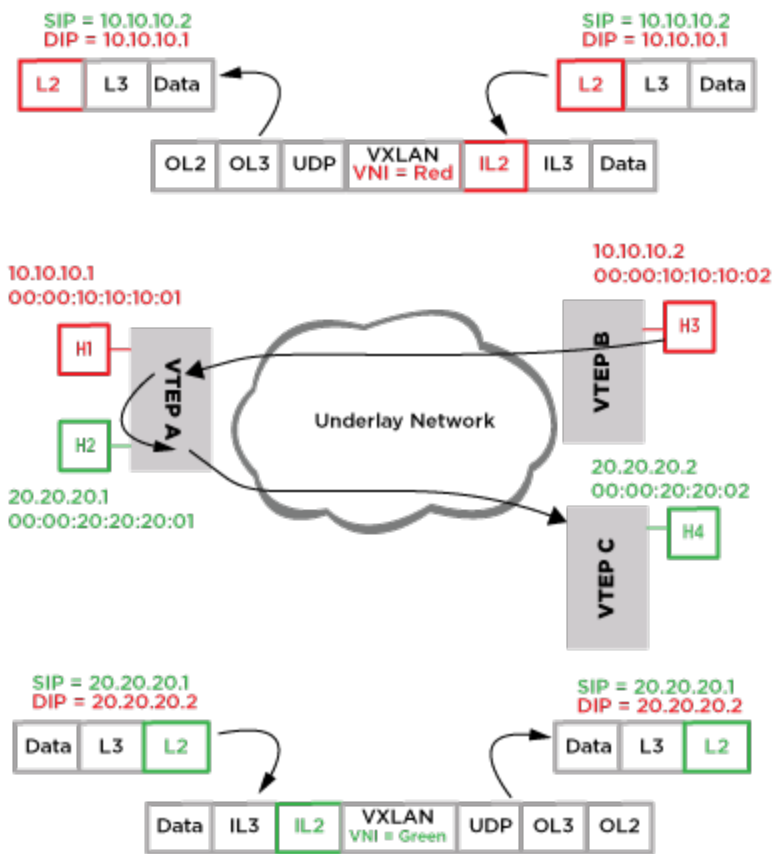 SIP = 10.10.10.2
DIP = 10.10.10.1
L2 L3 Data
SIP = 10.10.10.2
DIP = 10.10.10.1
L2 L3 Data
OL2 OL3 UDP VXLAN VNI = Red IL2 IL3 Data
10.10.10.1
00:00:10:10:10:01
H1
10.10.10.2
00:00:10:10:10:02
H3
VTEP A
VTEP B
Underlay Network
H2
20.20.20.1
00:00:20:20:20:01
20.20.20.2
00:00:20:20:02
H4
VTEP C
SIP = 20.20.20.1
DIP = 20.20.20.2
Data L3 L2
SIP = 20.20.20.1
DIP = 20.20.20.2
Data L3 L2
Data IL3 IL2 VXLAN VNI = Green UDP OL3 OL2